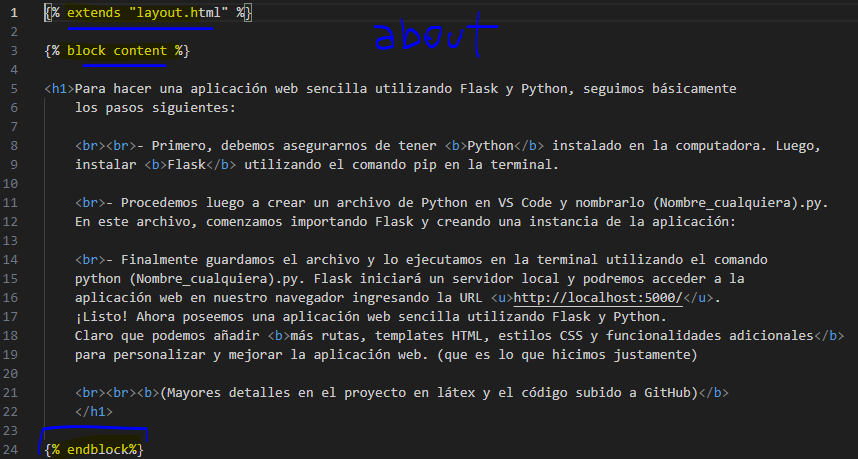 1 {% extends "layout.html" %}
about
2
3 {% block content %}
4
5 <h1>Para hacer una aplicación web sencilla utilizando Flask y Python, seguimos básicamente
6 los pasos siguientes:
7
8 <br><br>- Primero, debemos asegurarnos de tener <b>Python</b> instalado en la computadora. Luego,
9 instalar <b>Flask</b> utilizando el comando pip en la terminal.
10
11 <br>- Procedemos luego a crear un archivo de Python en VS Code y nombrarlo (Nombre_cualquiera).py.
12 En este archivo, comenzamos importando Flask y creando una instancia de la aplicación:
13
14 <br>- Finalmente guardamos el archivo y lo ejecutamos en la terminal utilizando el comando
15 python (Nombre_cualquiera).py. Flask iniciará un servidor local y podremos acceder a la
16 aplicación web en nuestro navegador ingresando la URL <u>http://localhost:5000/</u>.
17 ¡Listo! Ahora poseemos una aplicación web sencilla utilizando Flask y Python.
18 Claro que podemos añadir <b>más rutas, templates HTML, estilos CSS y funcionalidades adicionales</b>
19 para personalizar y mejorar la aplicación web. (que es lo que hicimos justamente)
20
21 <br><br><b>(Mayores detalles en el proyecto en látex y el código subido a GitHub)</b>
22 </h1>
23
24 {% endblock%}